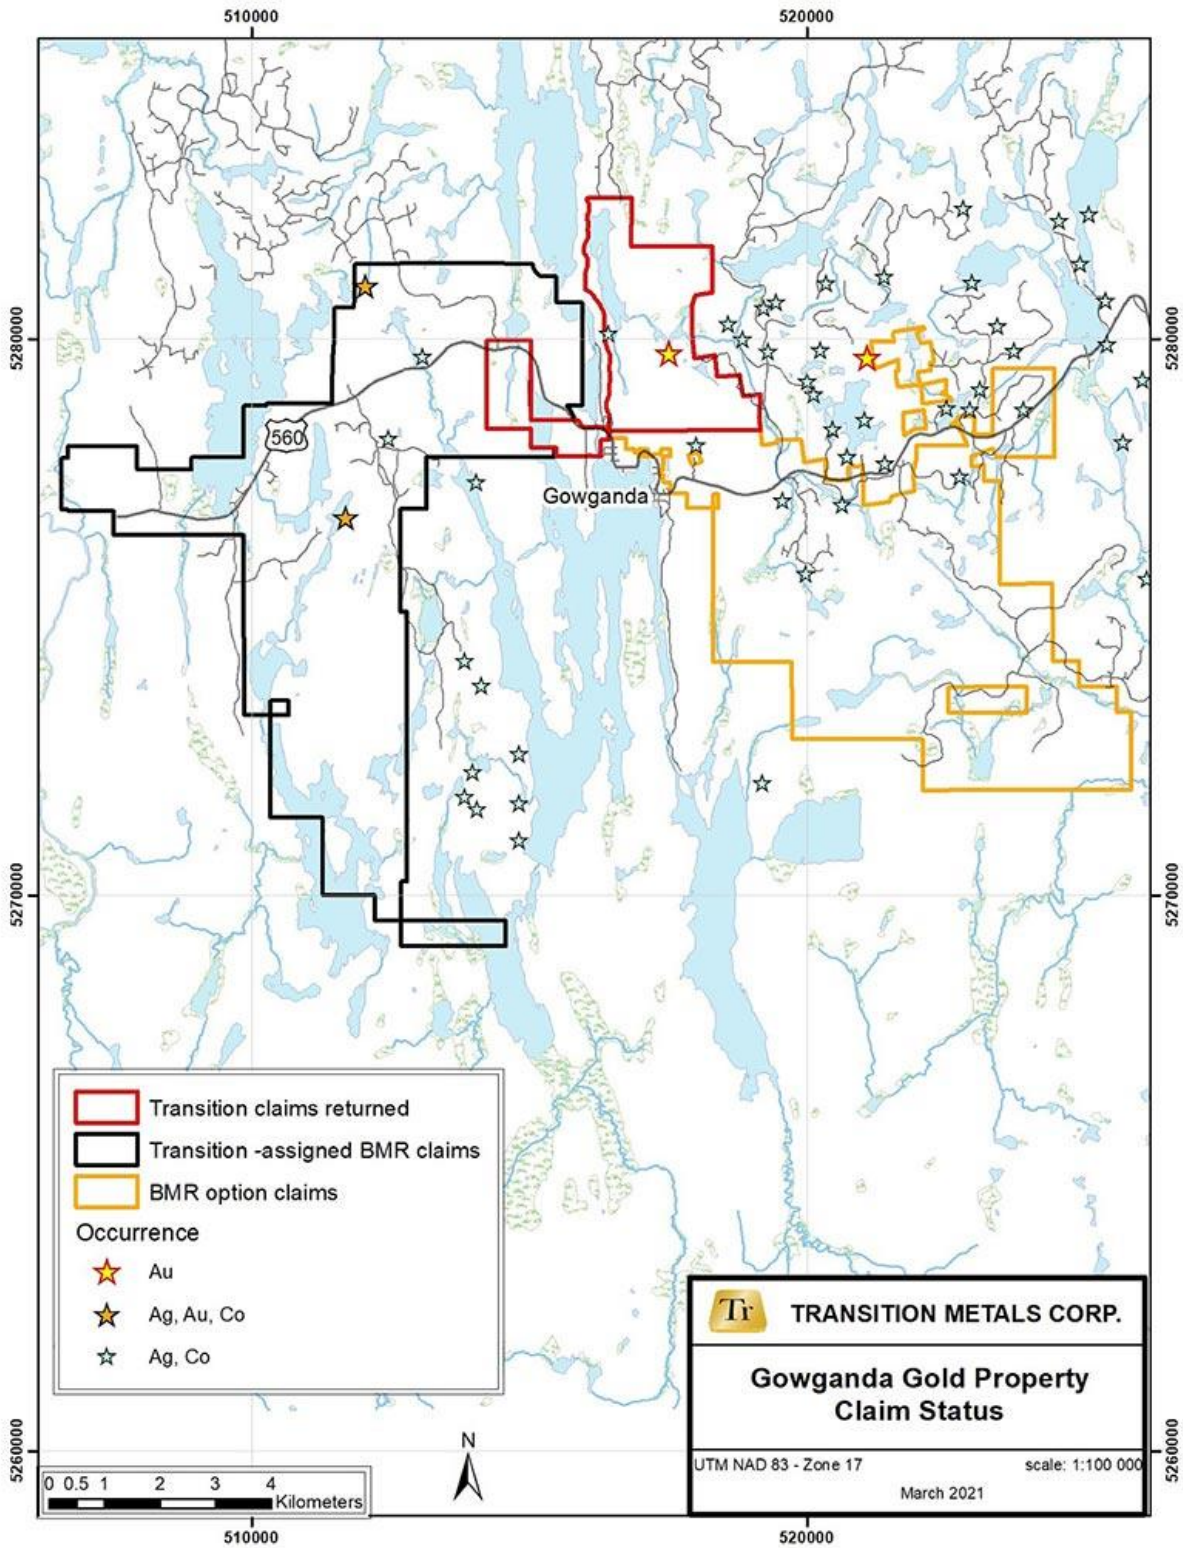 510000
520000
5280000
5280000
560
Gowganda
5270000
5270000
Transition claims returned
Transition -assigned BMR claims
BMR option claims
Occurrence
Au
Ag, Au, Co
Ag, Co
Tr
TRANSITION METALS CORP.
Gowganda Gold Property
Claim Status
5260000
5260000
N
UTM NAD 83 - Zone 17
scale: 1:100 000
March 2021
0 0.5 1 2 3 4
Kilometers
510000
520000